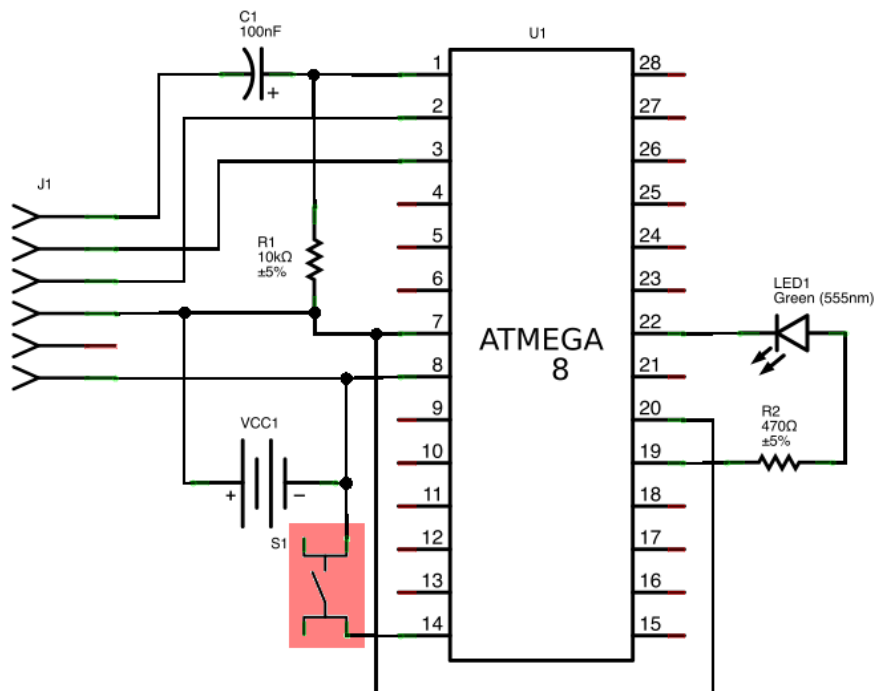 C1
100nF
+
U1
1
2
3
4
5
6
7
8
9
10
11
12
13
14
28
27
26
25
24
23
22
21
20
19
18
17
16
15
ATMEGA
8
J1
R1
10kΩ
±5%
VCC1
+ −
S1
LED1
Green (555nm)
R2
470Ω
±5%